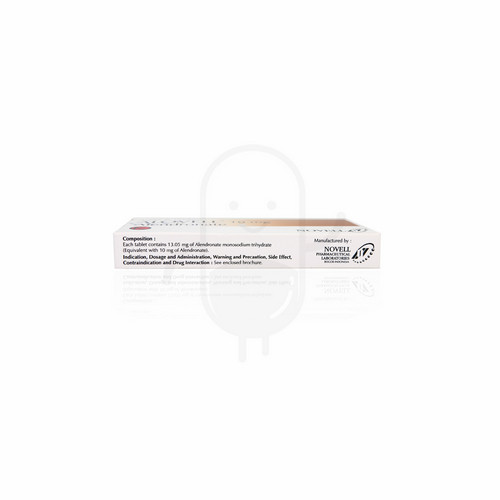 Alendronate
NOVELL
Composition :
Each tablet contains 13.05 mg of Alendronate monosodium trihydrate
(Equivalent with 10 mg of Alendronate).
Indication, Dosage and Administration, Warning and Precaution, Side Effect,
Contraindication and Drug Interaction : See enclosed brochure.
Manufactured by :
NOVELL
PHARMACEUTICAL
LABORATORIES